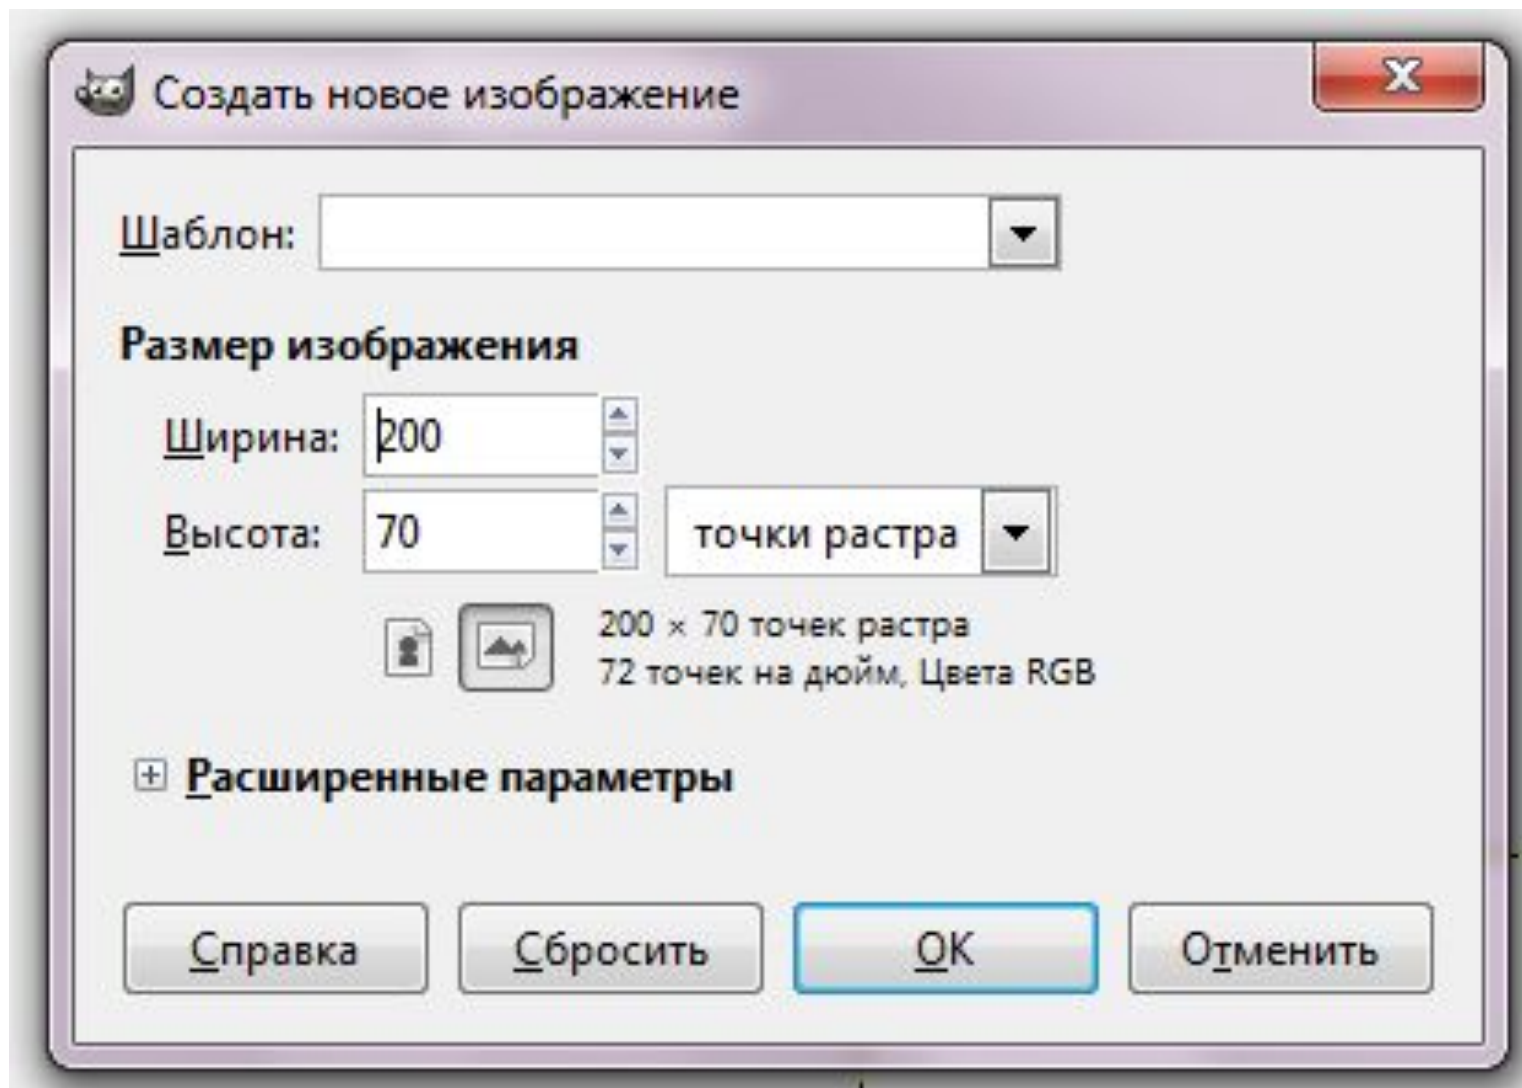 Создать новое изображение
Шаблон:
Размер изображения
Ширина: 200
Высота: 70 точки растра
200 × 70 точек растра
72 точек на дюйм, Цвета RGB
Расширенные параметры
Справка Сбросить OK Отменить